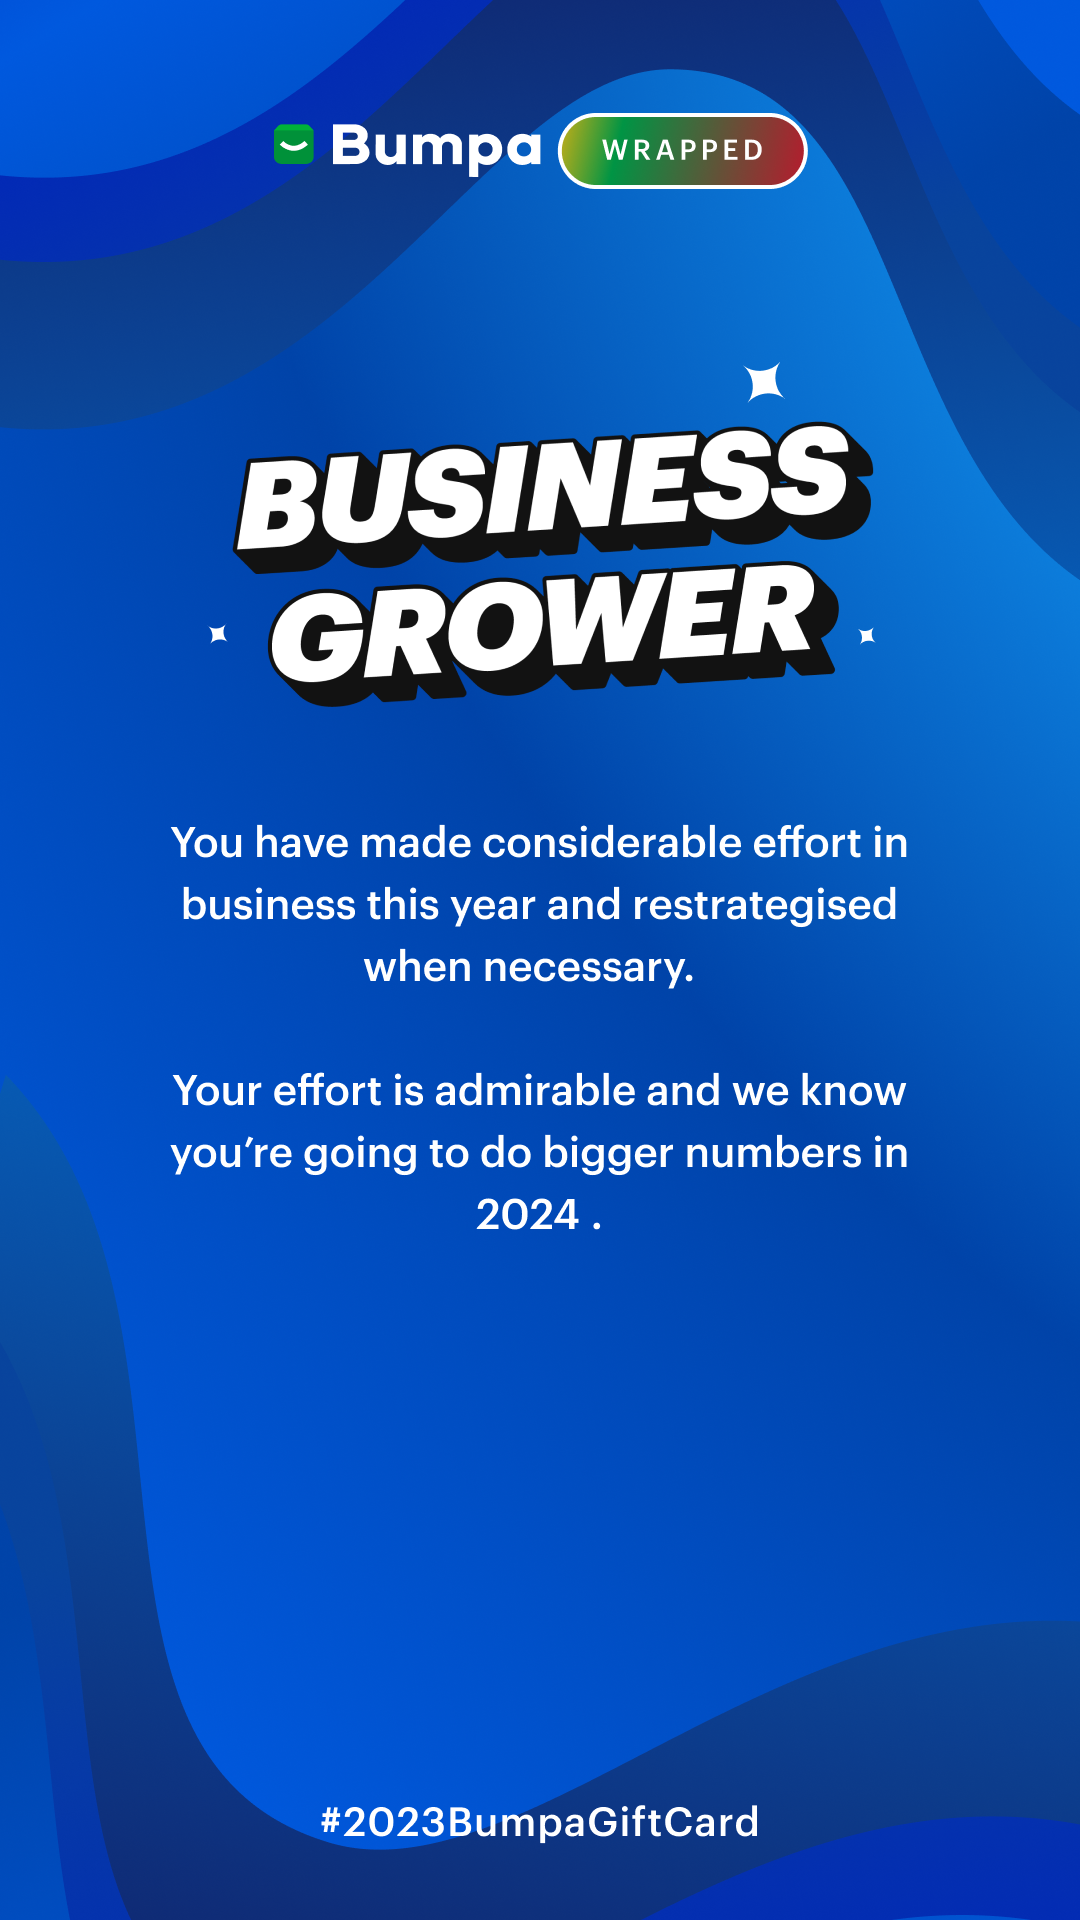 Bumpa WRAPPED
BUSINESS
GROWER
You have made considerable effort in
business this year and restrategised
when necessary.
Your effort is admirable and we know
you’re going to do bigger numbers in
2024 .
#2023BumpaGiftCard